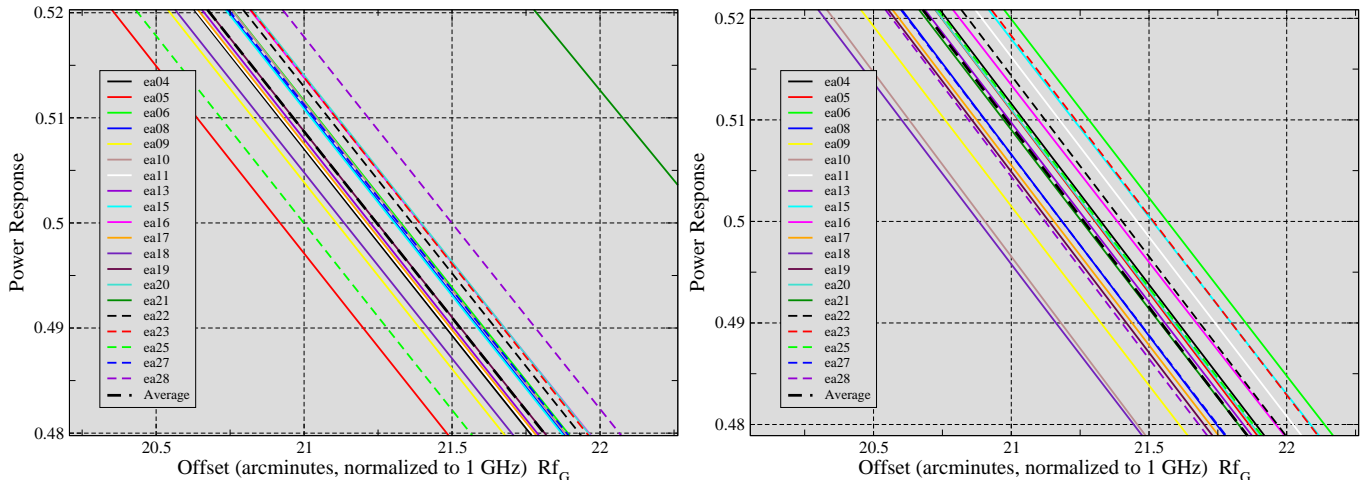 0.52
0.51
0.5
0.49
0.48
Power Response
ea04
ea05
ea06
ea08
ea09
ea10
ea11
ea13
ea15
ea16
ea17
ea18
ea19
ea20
ea21
ea22
ea23
ea25
ea27
ea28
Average
20.5 21 21.5 22
Offset (arcminutes, normalized to 1 GHz) Rf_G
0.52
0.51
0.5
0.49
0.48
Power Response
ea04
ea05
ea06
ea08
ea09
ea10
ea11
ea13
ea15
ea16
ea17
ea18
ea19
ea20
ea21
ea22
ea23
ea25
ea27
ea28
Average
20.5 21 21.5 22
Offset (arcminutes, normalized to 1 GHz) Rf_G